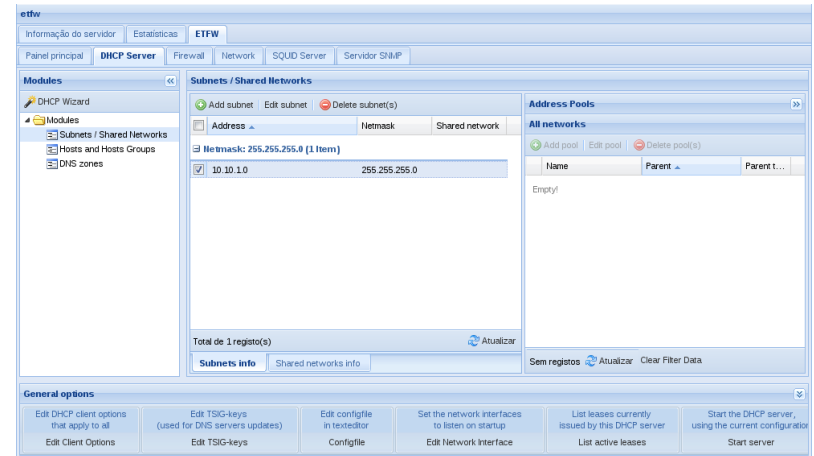 etfw
Informação do servidor Estatísticas ETFW
Painel principal DHCP Server Firewall Network SQUID Server Servidor SNMP
Modules
DHCP Wizard
Modules
Subnets / Shared Networks
Hosts and Hosts Groups
DNS zones
Subnets / Shared Networks
Add subnet Edit subnet Delete subnet(s)
Address Netmask Shared network
Netmask: 255.255.255.0 (1 Item)
10.10.1.0 255.255.255.0
Total de 1 registo(s) Atualizar
Subnets info Shared networks info
Address Pools
All networks
Add pool Edit pool Delete pool(s)
Name Parent Parent t...
Empty!
Sem registos Atualizar Clear Filter Data
General options
Edit DHCP client options
that apply to all
Edit Client Options
Edit TSIG-keys
(used for DNS servers updates)
Edit TSIG-keys
Edit configfile
in texteditor
Configfile
Set the network interfaces
to listen on startup
Edit Network Interface
List leases currently
issued by this DHCP server
List active leases
Start the DHCP server,
using the current configuration
Start server